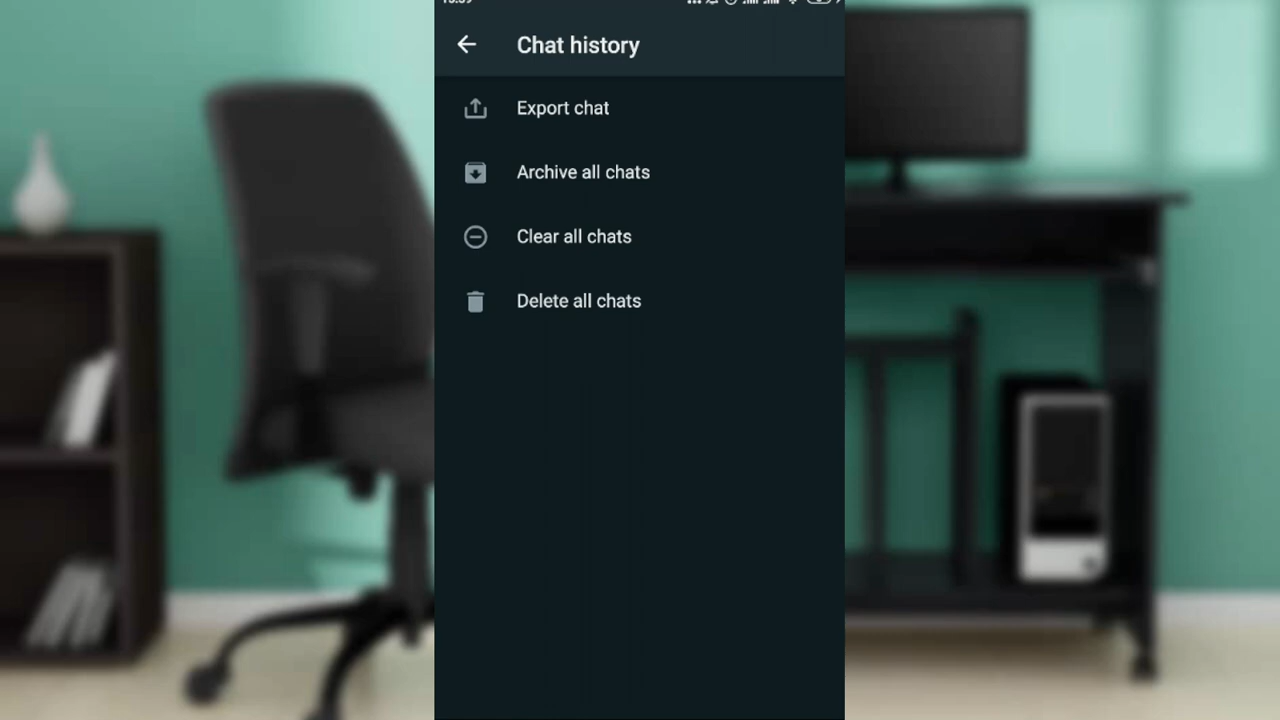 Chat history
Export chat
Archive all chats
Clear all chats
Delete all chats